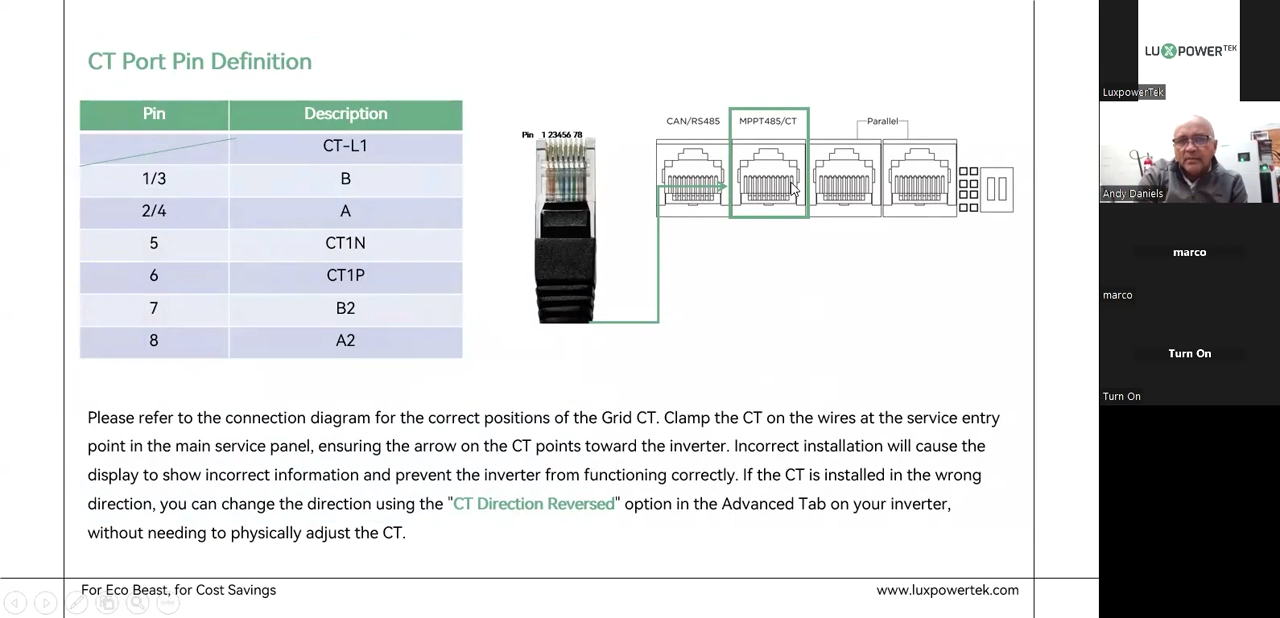 CT Port Pin Definition
Pin Description
CT-L1
1/3 B
2/4 A
5 CT1N
6 CT1P
7 B2
8 A2
Pin 1 23456 78
CAN/RS485 MPPT485/CT Parallel
Please refer to the connection diagram for the correct positions of the Grid CT. Clamp the CT on the wires at the service entry
point in the main service panel, ensuring the arrow on the CT points toward the inverter. Incorrect installation will cause the
display to show incorrect information and prevent the inverter from functioning correctly. If the CT is installed in the wrong
direction, you can change the direction using the "CT Direction Reversed" option in the Advanced Tab on your inverter,
without needing to physically adjust the CT.
For Eco Beast, for Cost Savings www.luxpowertek.com
LUXPOWERTEK
LuxpowerTek
Andy Daniels
marco
marco
Turn On
Turn On